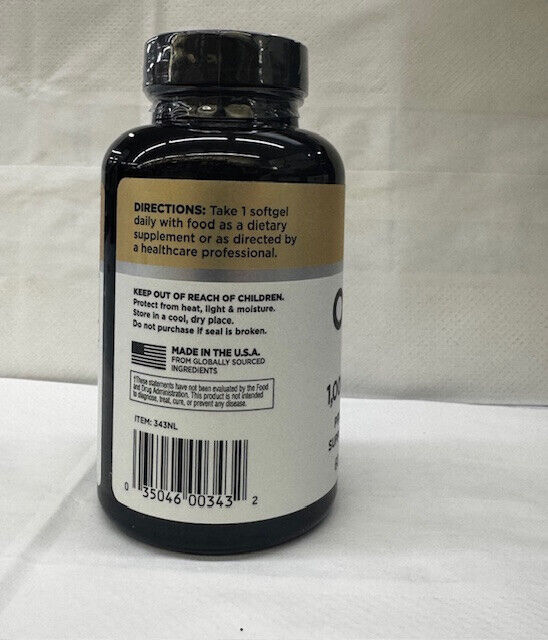 DIRECTIONS: Take 1 softgel
daily with food as a dietary
supplement or as directed by
a healthcare professional.
KEEP OUT OF REACH OF CHILDREN.
Protect from heat, light & moisture.
Store in a cool, dry place.
Do not purchase if seal is broken.
MADE IN THE U.S.A.
FROM GLOBALLY SOURCED
INGREDIENTS
†These statements have not been evaluated by the Food
and Drug Administration. This product is not intended
to diagnose, treat, cure, or prevent any disease.
ITEM: 343NL
0 35046 00343 2